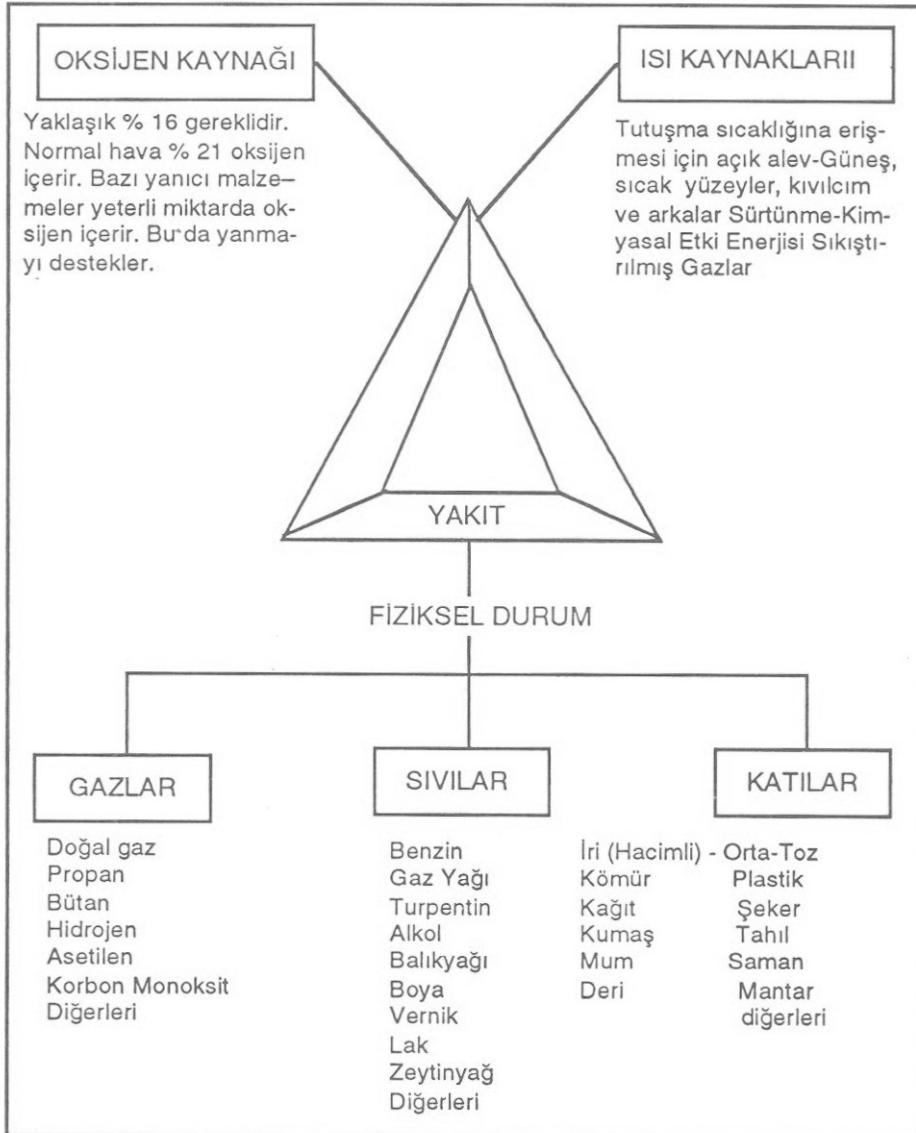 OKSİJEN KAYNAĞI
Yaklaşık % 16 gereklidir.
Normal hava % 21 oksijen
içerir. Bazı yanıcı malze–
meler yeterli miktarda ok-
sijen içerir. Bu da yanma-
yı destekler.
ISI KAYNAKLARII
Tutuşma sıcaklığına eriş-
mesi için açık alev-Güneş,
sıcak yüzeyler, kıvılcım
ve arkalar Sürtünme-Kim-
yasal Etki Enerjisi Sıkıştı-
rılmış Gazlar
YAKIT
FİZİKSEL DURUM
GAZLAR
Doğal gaz
Propan
Bütan
Hidrojen
Asetilen
Korbon Monoksit
Diğerleri
SIVILAR
Benzin
Gaz Yağı
Turpentin
Alkol
Balıkyağı
Boya
Vernik
Lak
Zeytinyağ
Diğerleri
KATILAR
İri (Hacimli) - Orta-Toz
Kömür Plastik
Kağıt Şeker
Kumaş Tahıl
Mum Saman
Deri Mantar
diğerleri